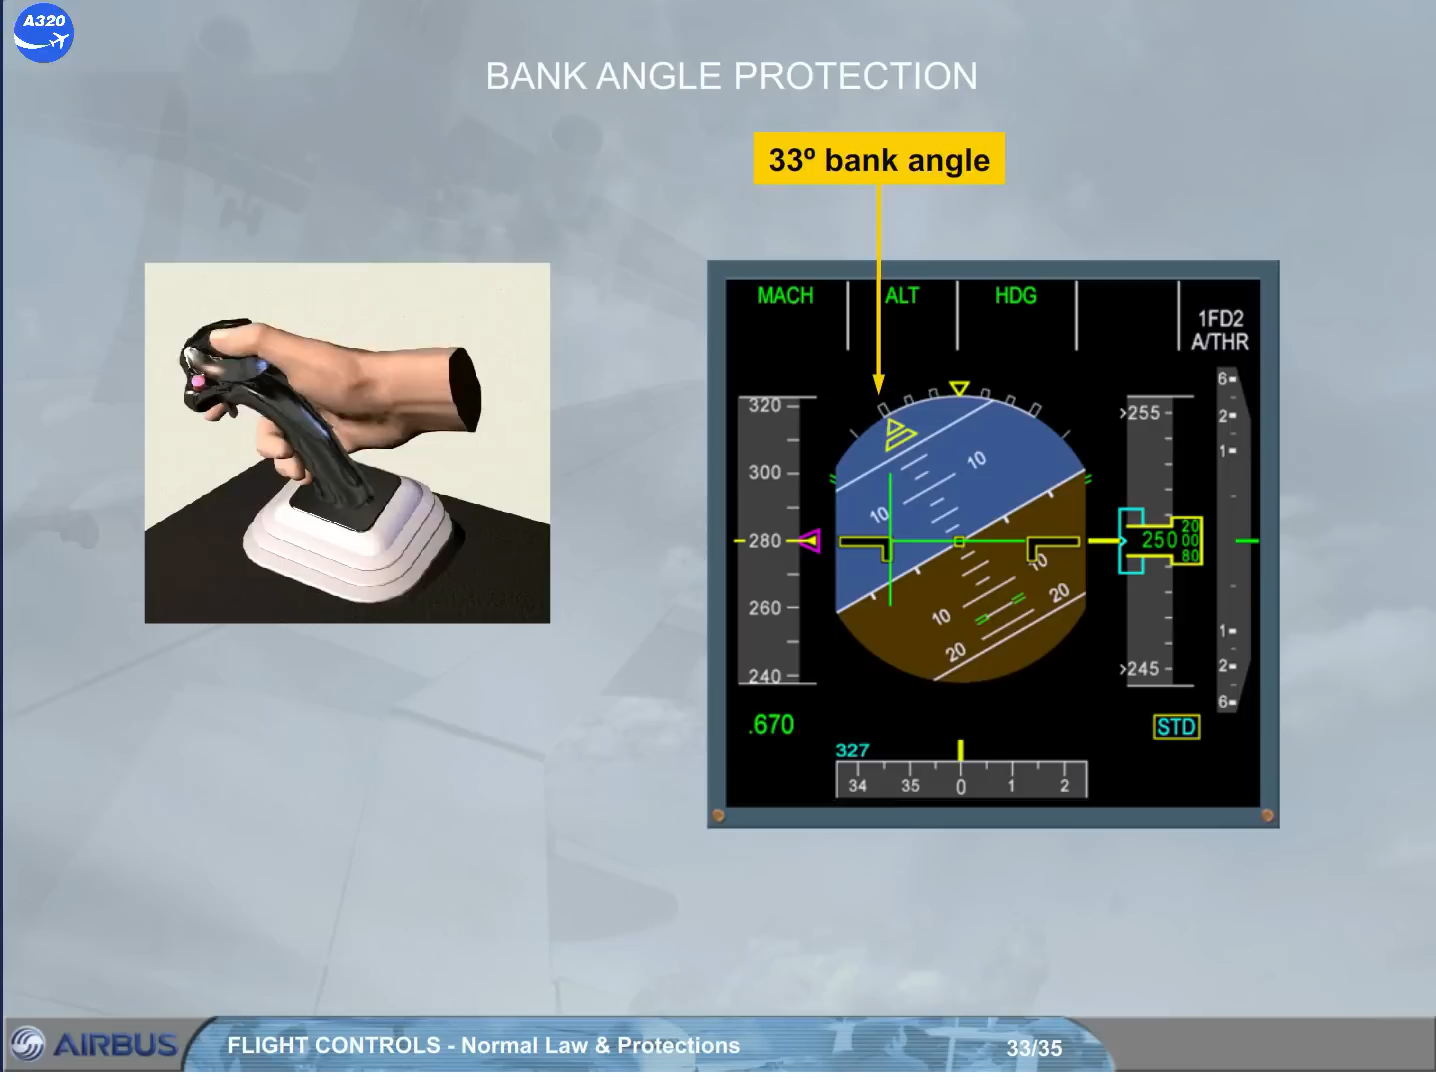 A320
BANK ANGLE PROTECTION
33º bank angle
MACH
ALT
HDG
1FD2
A/THR
320
300
280
260
240
.670
10
10
10
10
20
20
>255
250
20
00
80
>245
6
2
1
1
2
6
STD
327
34
35
0
1
2
AIRBUS
FLIGHT CONTROLS - Normal Law & Protections
33/35